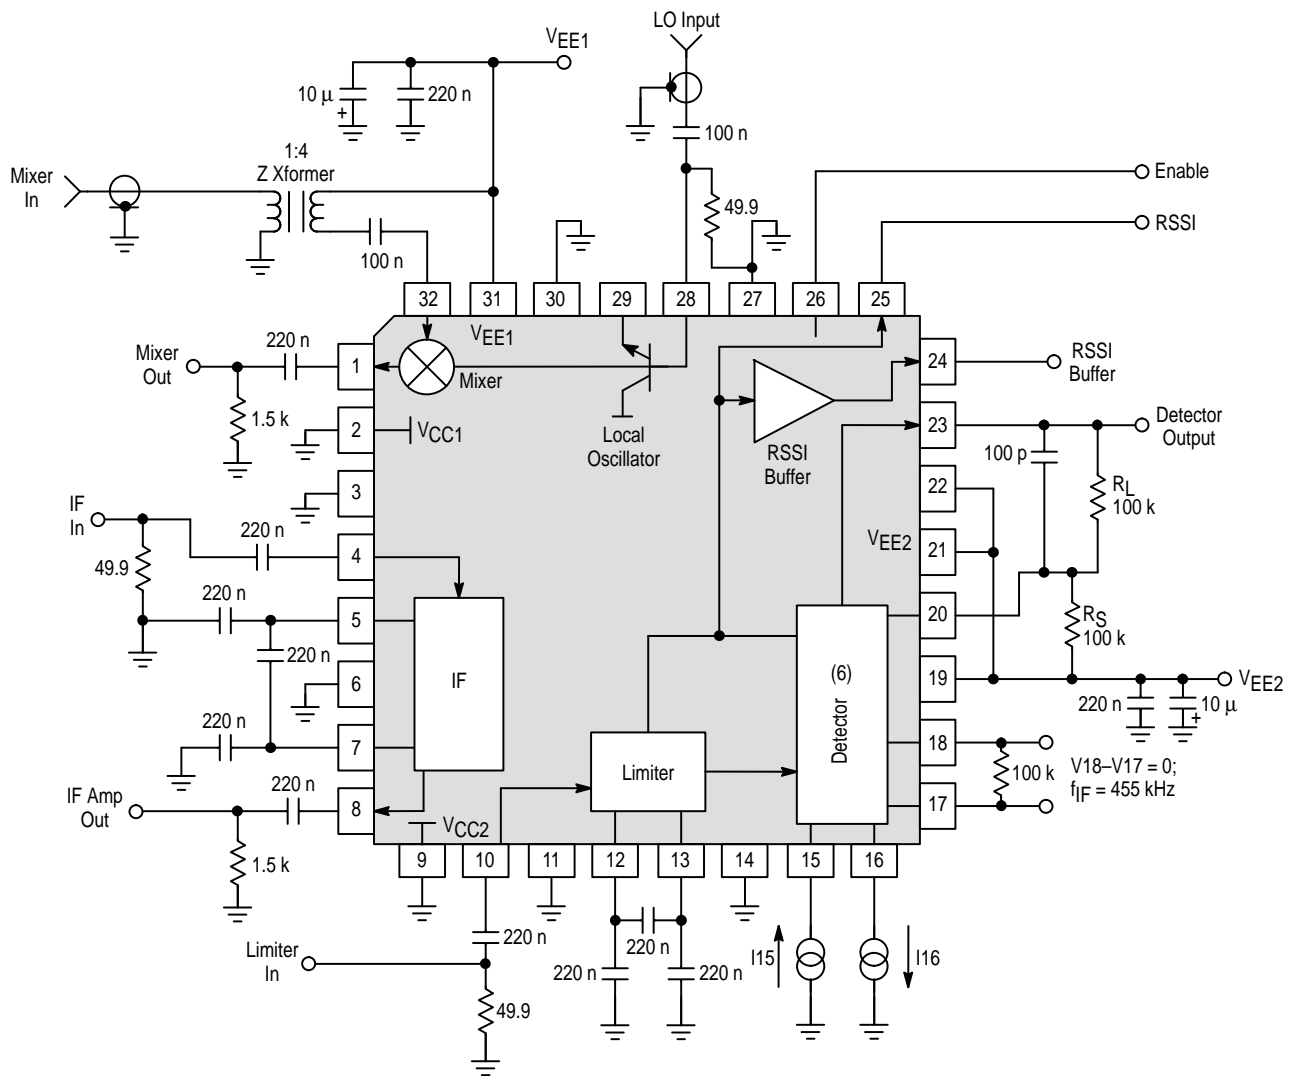 LO Input
VEE1
10 μ
+
220 n
100 n
1:4
Z Xformer
Mixer
In
100 n
49.9
Enable
RSSI
32
31
30
29
28
27
26
25
VEE1
220 n
Mixer
Out
1
Mixer
24
RSSI
Buffer
1.5 k
2
VCC1
Local
Oscillator
RSSI
Buffer
23
Detector
Output
100 p
RL
100 k
3
22
IF
In
220 n
4
VEE2
21
49.9
220 n
5
20
RS
100 k
220 n
6
IF
(6)
Detector
19
VEE2
220 n
10 μ
+
220 n
7
18
Limiter
100 k
V18–V17 = 0;
fIF = 455 kHz
IF Amp
Out
220 n
8
17
VCC2
1.5 k
9
10
11
12
13
14
15
16
220 n
220 n
Limiter
In
220 n
220 n
I15
I16
49.9